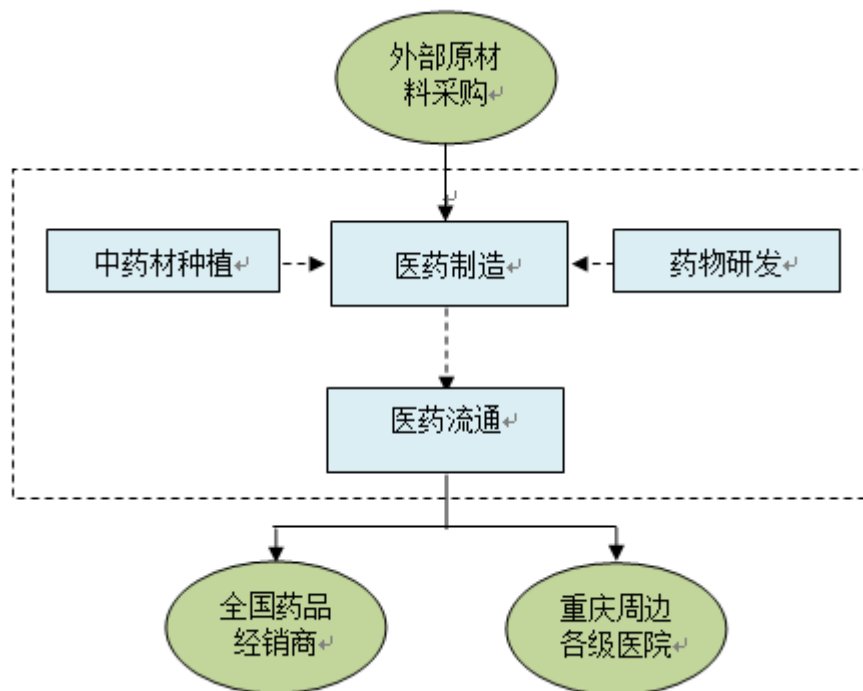 外部原材
料采购
中药材种植
医药制造
药物研发
医药流通
全国药品
经销商
重庆周边
各级医院